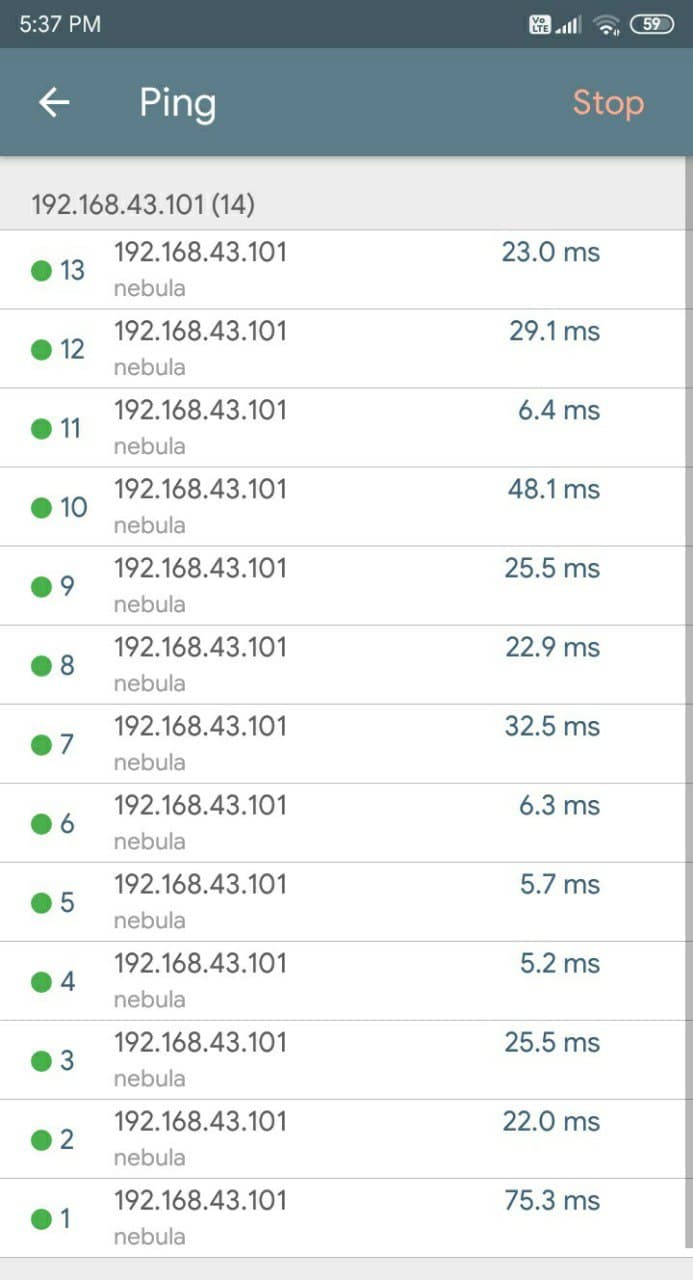 5:37 PM Vo LTE 59
Ping Stop
192.168.43.101 (14)
13 192.168.43.101 23.0 ms
nebula
12 192.168.43.101 29.1 ms
nebula
11 192.168.43.101 6.4 ms
nebula
10 192.168.43.101 48.1 ms
nebula
9 192.168.43.101 25.5 ms
nebula
8 192.168.43.101 22.9 ms
nebula
7 192.168.43.101 32.5 ms
nebula
6 192.168.43.101 6.3 ms
nebula
5 192.168.43.101 5.7 ms
nebula
4 192.168.43.101 5.2 ms
nebula
3 192.168.43.101 25.5 ms
nebula
2 192.168.43.101 22.0 ms
nebula
1 192.168.43.101 75.3 ms
nebula